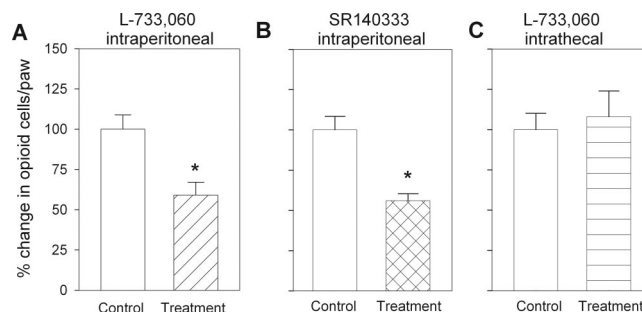 A
L-733,060
intraperitoneal
B
SR140333
intraperitoneal
C
L-733,060
intrathecal
% change in opioid cells/paw
150
125
100
75
50
25
0
*
*
Control Treatment
Control Treatment
Control Treatment